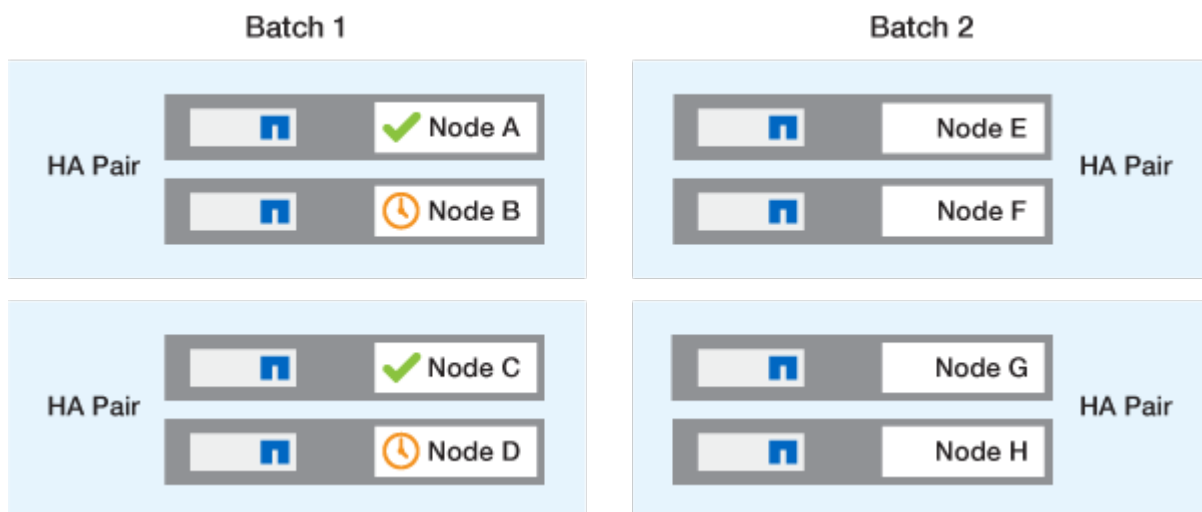 Batch 1
Batch 2
HA Pair
Node A
Node B
Node E
Node F
HA Pair
HA Pair
Node C
Node D
Node G
Node H
HA Pair